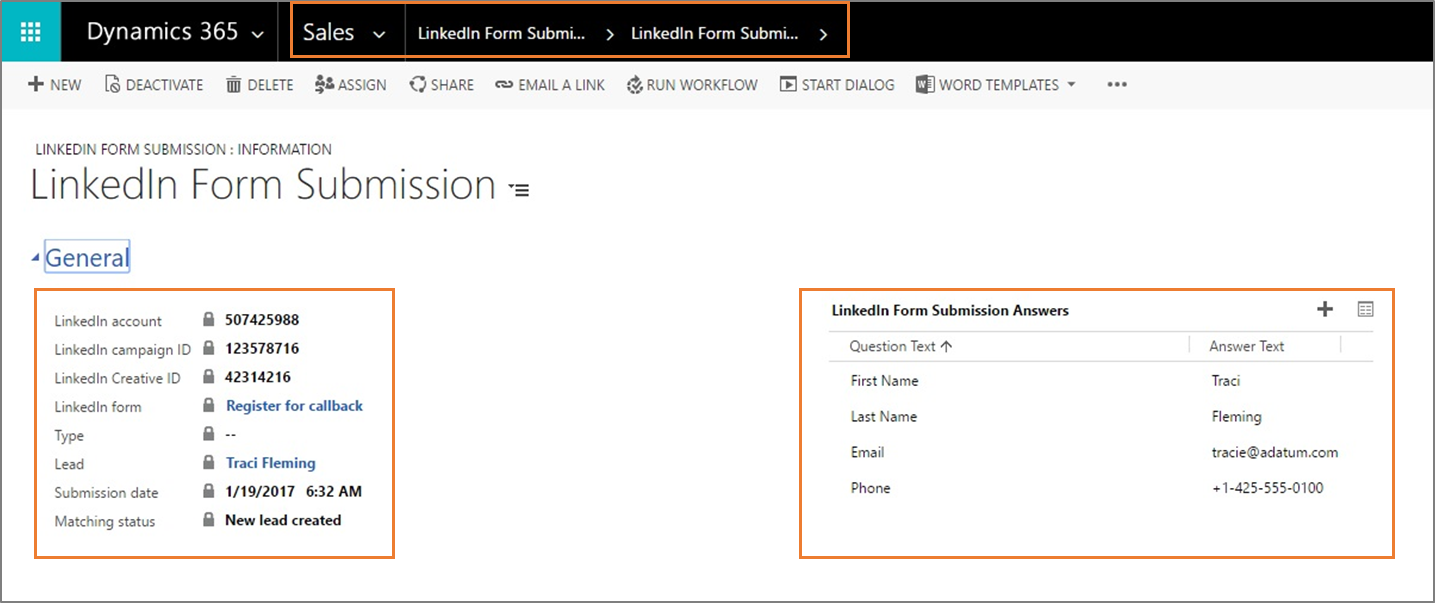 Dynamics 365 Sales LinkedIn Form Submi... LinkedIn Form Submi...
NEW DEACTIVATE DELETE ASSIGN SHARE EMAIL A LINK RUN WORKFLOW START DIALOG WORD TEMPLATES
LINKEDIN FORM SUBMISSION : INFORMATION
LinkedIn Form Submission
General
LinkedIn account 507425988
LinkedIn campaign ID 123578716
LinkedIn Creative ID 42314216
LinkedIn form Register for callback
Type --
Lead Traci Fleming
Submission date 1/19/2017 6:32 AM
Matching status New lead created
LinkedIn Form Submission Answers
Question Text Answer Text
First Name Traci
Last Name Fleming
Email tracie@adatum.com
Phone +1-425-555-0100